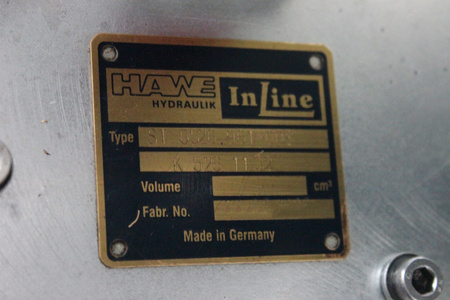 HAWE
HYDRAULIK
InLine
Type
Volume cm³
Fabr. No.
Made in Germany